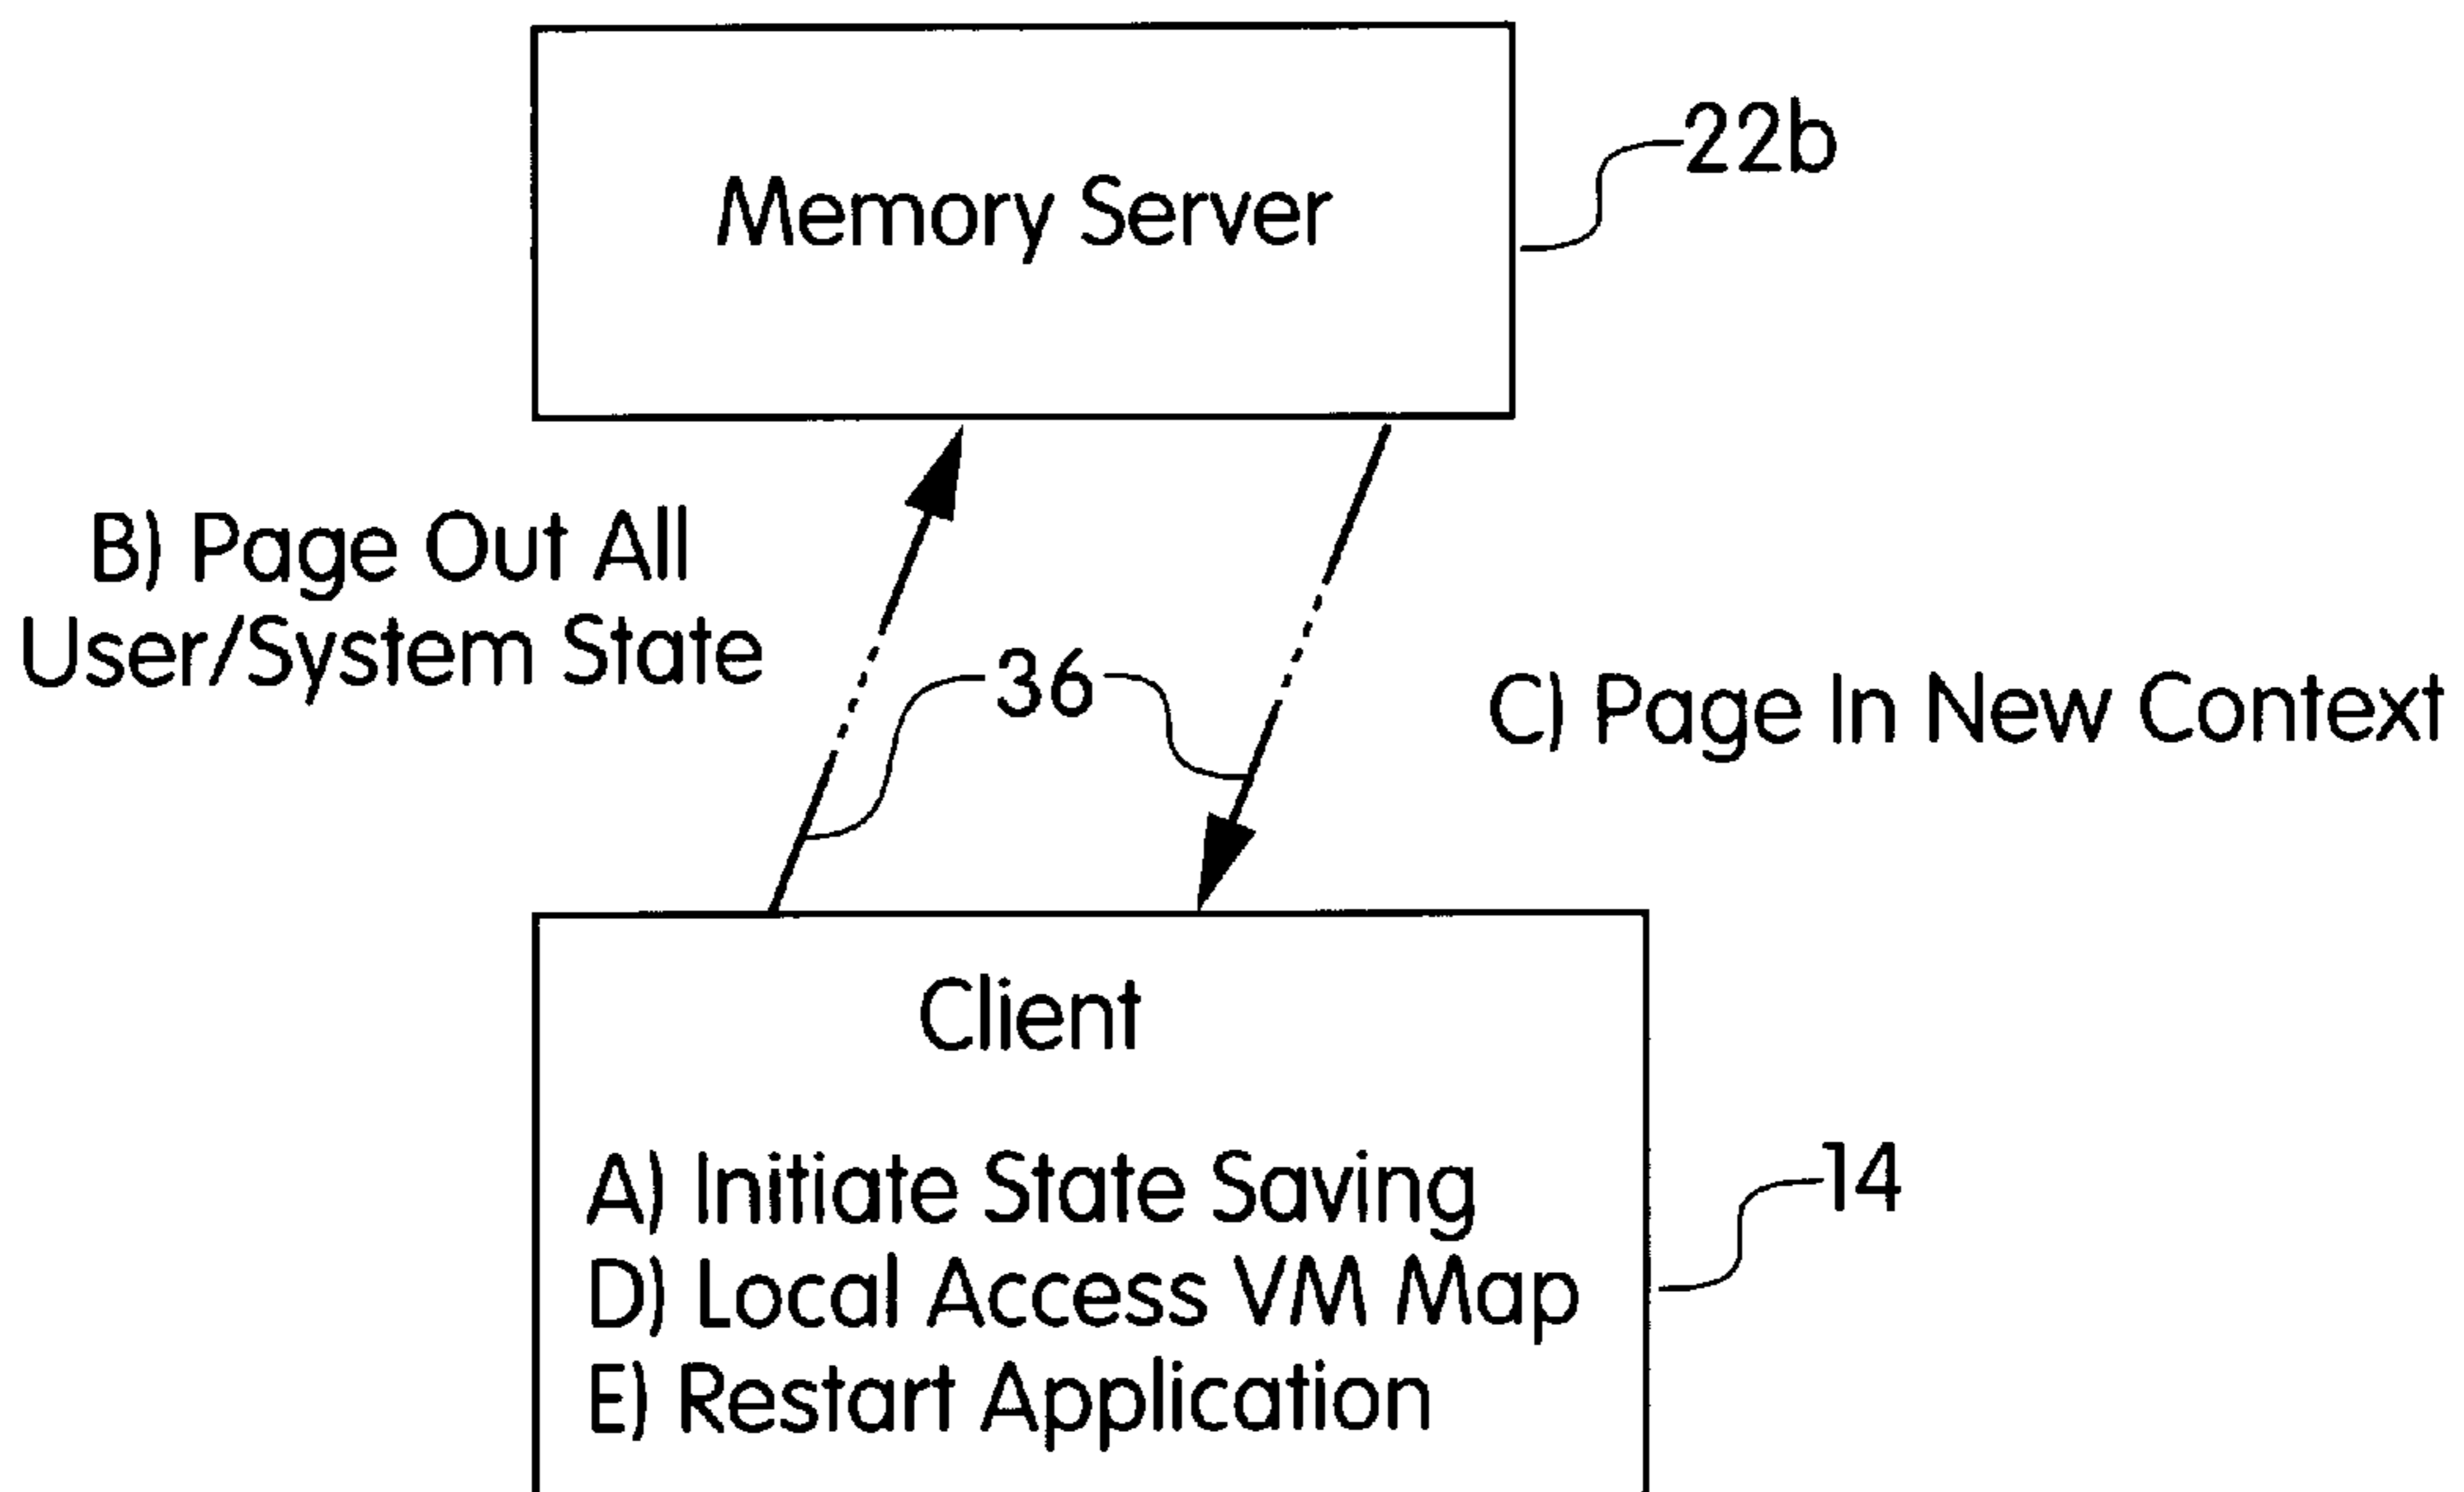 22b
Memory Server
B) Page Out All
User/System State
36
C) Page In New Context
Client
A) Initiate State Saving
14
D) Local Access VM Map
E) Restart Application